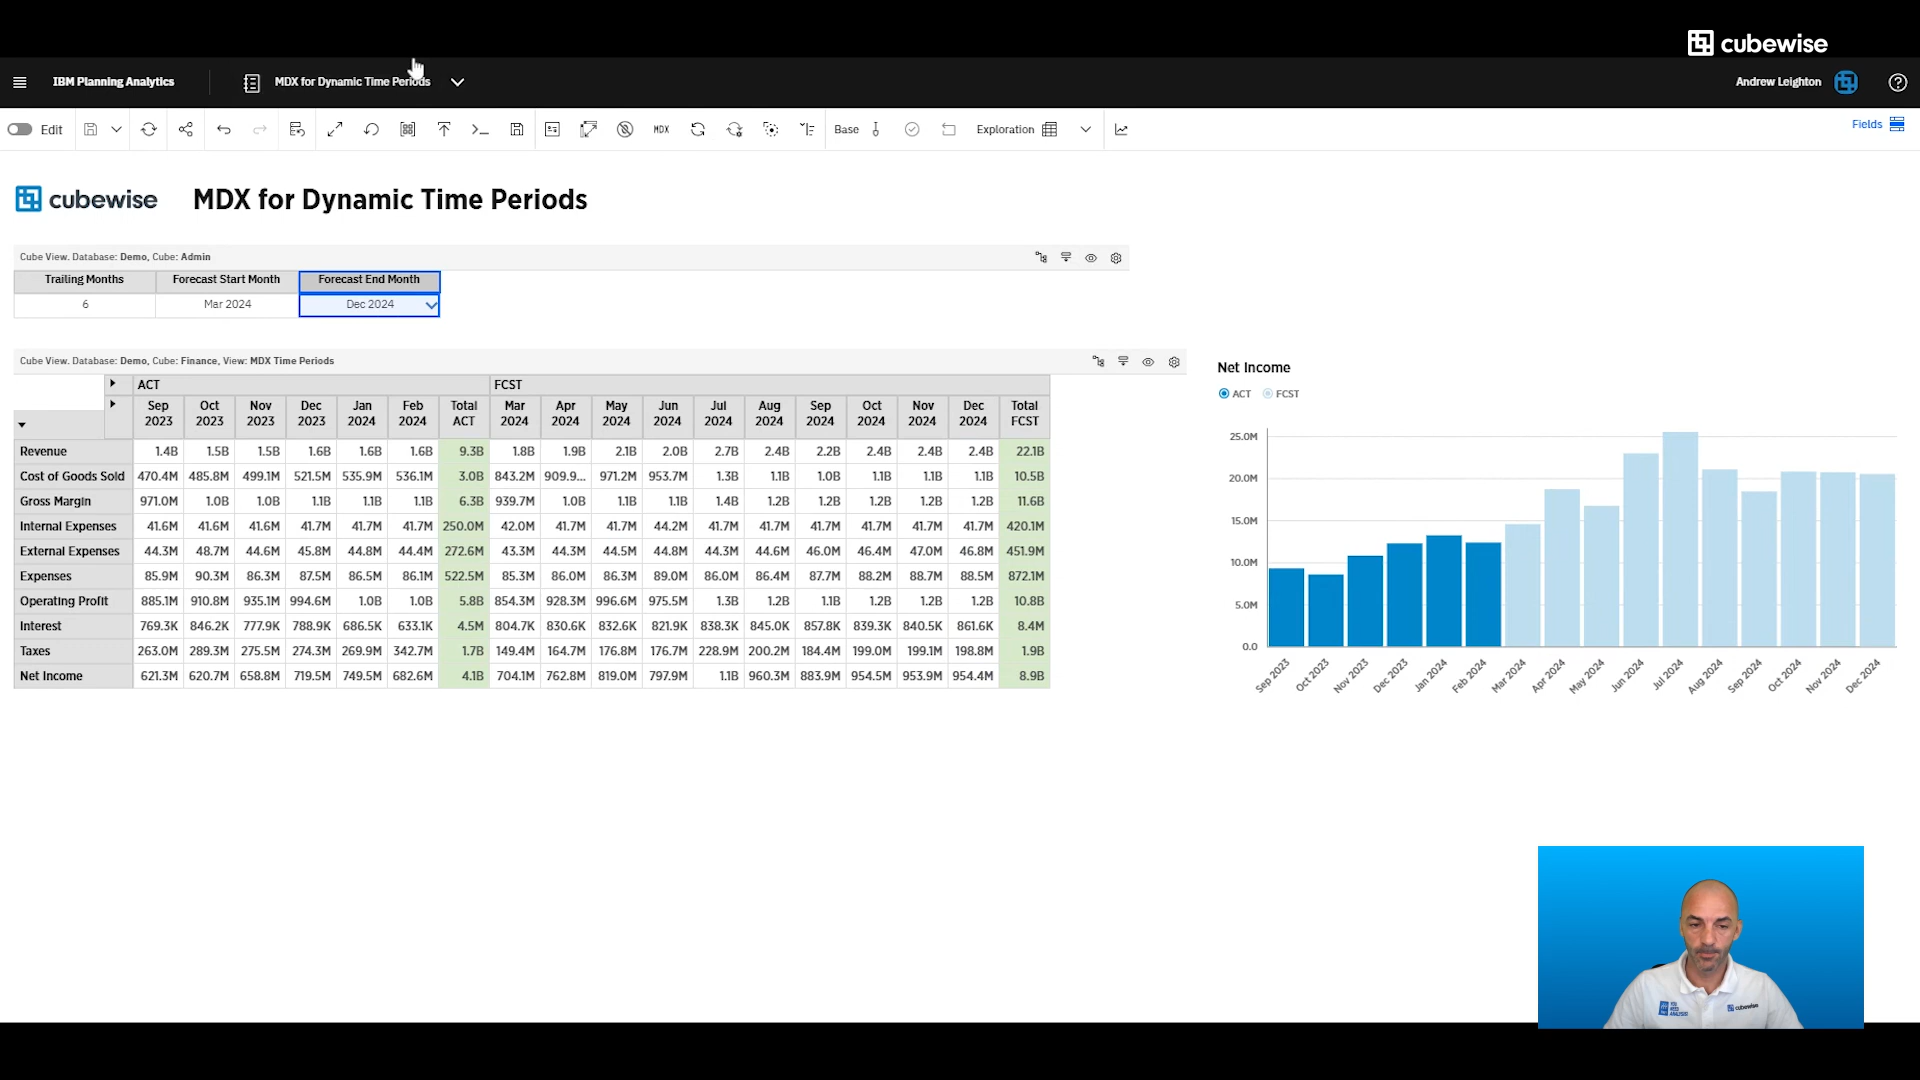 cubewise
IBM Planning Analytics
MDX for Dynamic Time Periods
Andrew Leighton
Edit
MDX
Base
Exploration
Fields
cubewise
MDX for Dynamic Time Periods
Cube View. Database: Demo, Cube: Admin
Trailing Months Forecast Start Month Forecast End Month
6 Mar 2024 Dec 2024
Cube View. Database: Demo, Cube: Finance, View: MDX Time Periods
ACT FCST
Sep Oct Nov Dec Jan Feb Total Mar Apr May Jun Jul Aug Sep Oct Nov Dec Total
2023 2023 2023 2023 2024 2024 ACT 2024 2024 2024 2024 2024 2024 2024 2024 2024 2024 FCST
Revenue 1.4B 1.5B 1.5B 1.6B 1.6B 1.6B 9.3B 1.8B 1.9B 2.1B 2.0B 2.7B 2.4B 2.2B 2.4B 2.4B 2.4B 22.1B
Cost of Goods Sold 470.4M 485.8M 499.1M 521.5M 535.9M 536.1M 3.0B 843.2M 909.9... 971.2M 953.7M 1.3B 1.1B 1.0B 1.1B 1.1B 1.1B 10.5B
Gross Margin 971.0M 1.0B 1.0B 1.1B 1.1B 1.1B 6.3B 939.7M 1.0B 1.1B 1.1B 1.4B 1.2B 1.2B 1.2B 1.2B 1.2B 11.6B
Internal Expenses 41.6M 41.6M 41.6M 41.7M 41.7M 41.7M 250.0M 42.0M 41.7M 41.7M 44.2M 41.7M 41.7M 41.7M 41.7M 41.7M 41.7M 420.1M
External Expenses 44.3M 48.7M 44.6M 45.8M 44.8M 44.4M 272.6M 43.3M 44.3M 44.5M 44.8M 44.3M 44.6M 46.0M 46.4M 47.0M 46.8M 451.9M
Expenses 85.9M 90.3M 86.3M 87.5M 86.5M 86.1M 522.5M 85.3M 86.0M 86.3M 89.0M 86.0M 86.4M 87.7M 88.2M 88.7M 88.5M 872.1M
Operating Profit 885.1M 910.8M 935.1M 994.6M 1.0B 1.0B 5.8B 854.3M 928.3M 996.6M 975.5M 1.3B 1.2B 1.1B 1.2B 1.2B 1.2B 10.8B
Interest 769.3K 846.2K 777.9K 788.9K 686.5K 633.1K 4.5M 804.7K 830.6K 832.6K 821.9K 838.3K 845.0K 857.8K 839.3K 840.5K 861.6K 8.4M
Taxes 263.0M 289.3M 275.5M 274.3M 269.9M 342.7M 1.7B 149.4M 164.7M 176.8M 176.7M 228.9M 200.2M 184.4M 199.0M 199.1M 198.8M 1.9B
Net Income 621.3M 620.7M 658.8M 719.5M 749.5M 682.6M 4.1B 704.1M 762.8M 819.0M 797.9M 1.1B 960.3M 883.9M 954.5M 953.9M 954.4M 8.9B
Net Income
ACT FCST
25.0M
20.0M
15.0M
10.0M
5.0M
0.0
Sep 2023 Oct 2023 Nov 2023 Dec 2023 Jan 2024 Feb 2024 Mar 2024 Apr 2024 May 2024 Jun 2024 Jul 2024 Aug 2024 Sep 2024 Oct 2024 Nov 2024 Dec 2024
cubewise